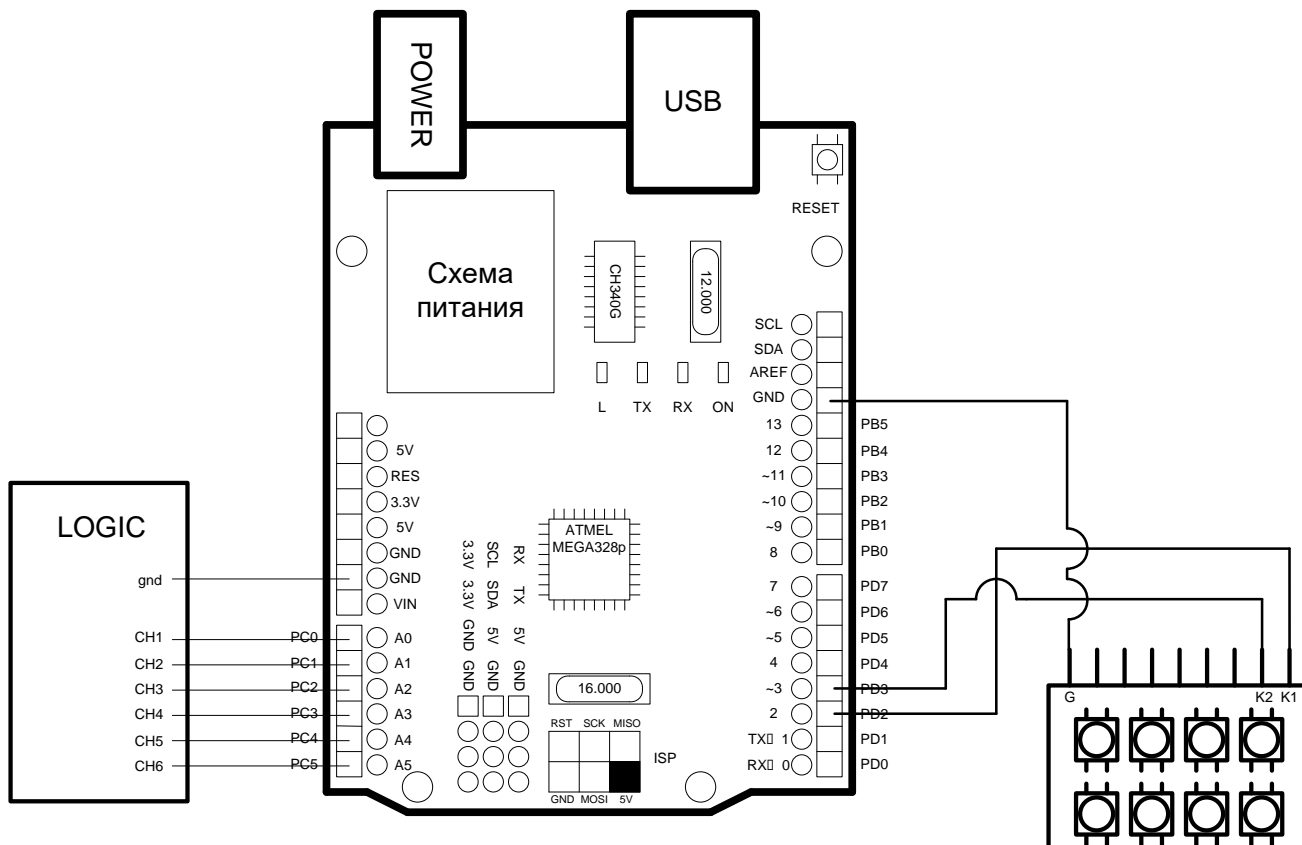 POWER
USB
RESET
Схема
питания
CH340G
12.000
L TX RX ON
SCL
SDA
AREF
GND
13 PB5
12 PB4
~11 PB3
~10 PB2
~9 PB1
8 PB0
7 PD7
~6 PD6
~5 PD5
4 PD4
~3 PD3
2 PD2
TX▯ 1 PD1
RX▯ 0 PD0
5V
RES
3.3V
5V
GND
GND
VIN
LOGIC
gnd
CH1 PC0 A0
CH2 PC1 A1
CH3 PC2 A2
CH4 PC3 A3
CH5 PC4 A4
CH6 PC5 A5
ATMEL
MEGA328p
3.3V 3.3V GND GND
SCL SDA 5V GND
RX TX 5V GND
16.000
RST SCK MISO
ISP
GND MOSI 5V
G K2 K1